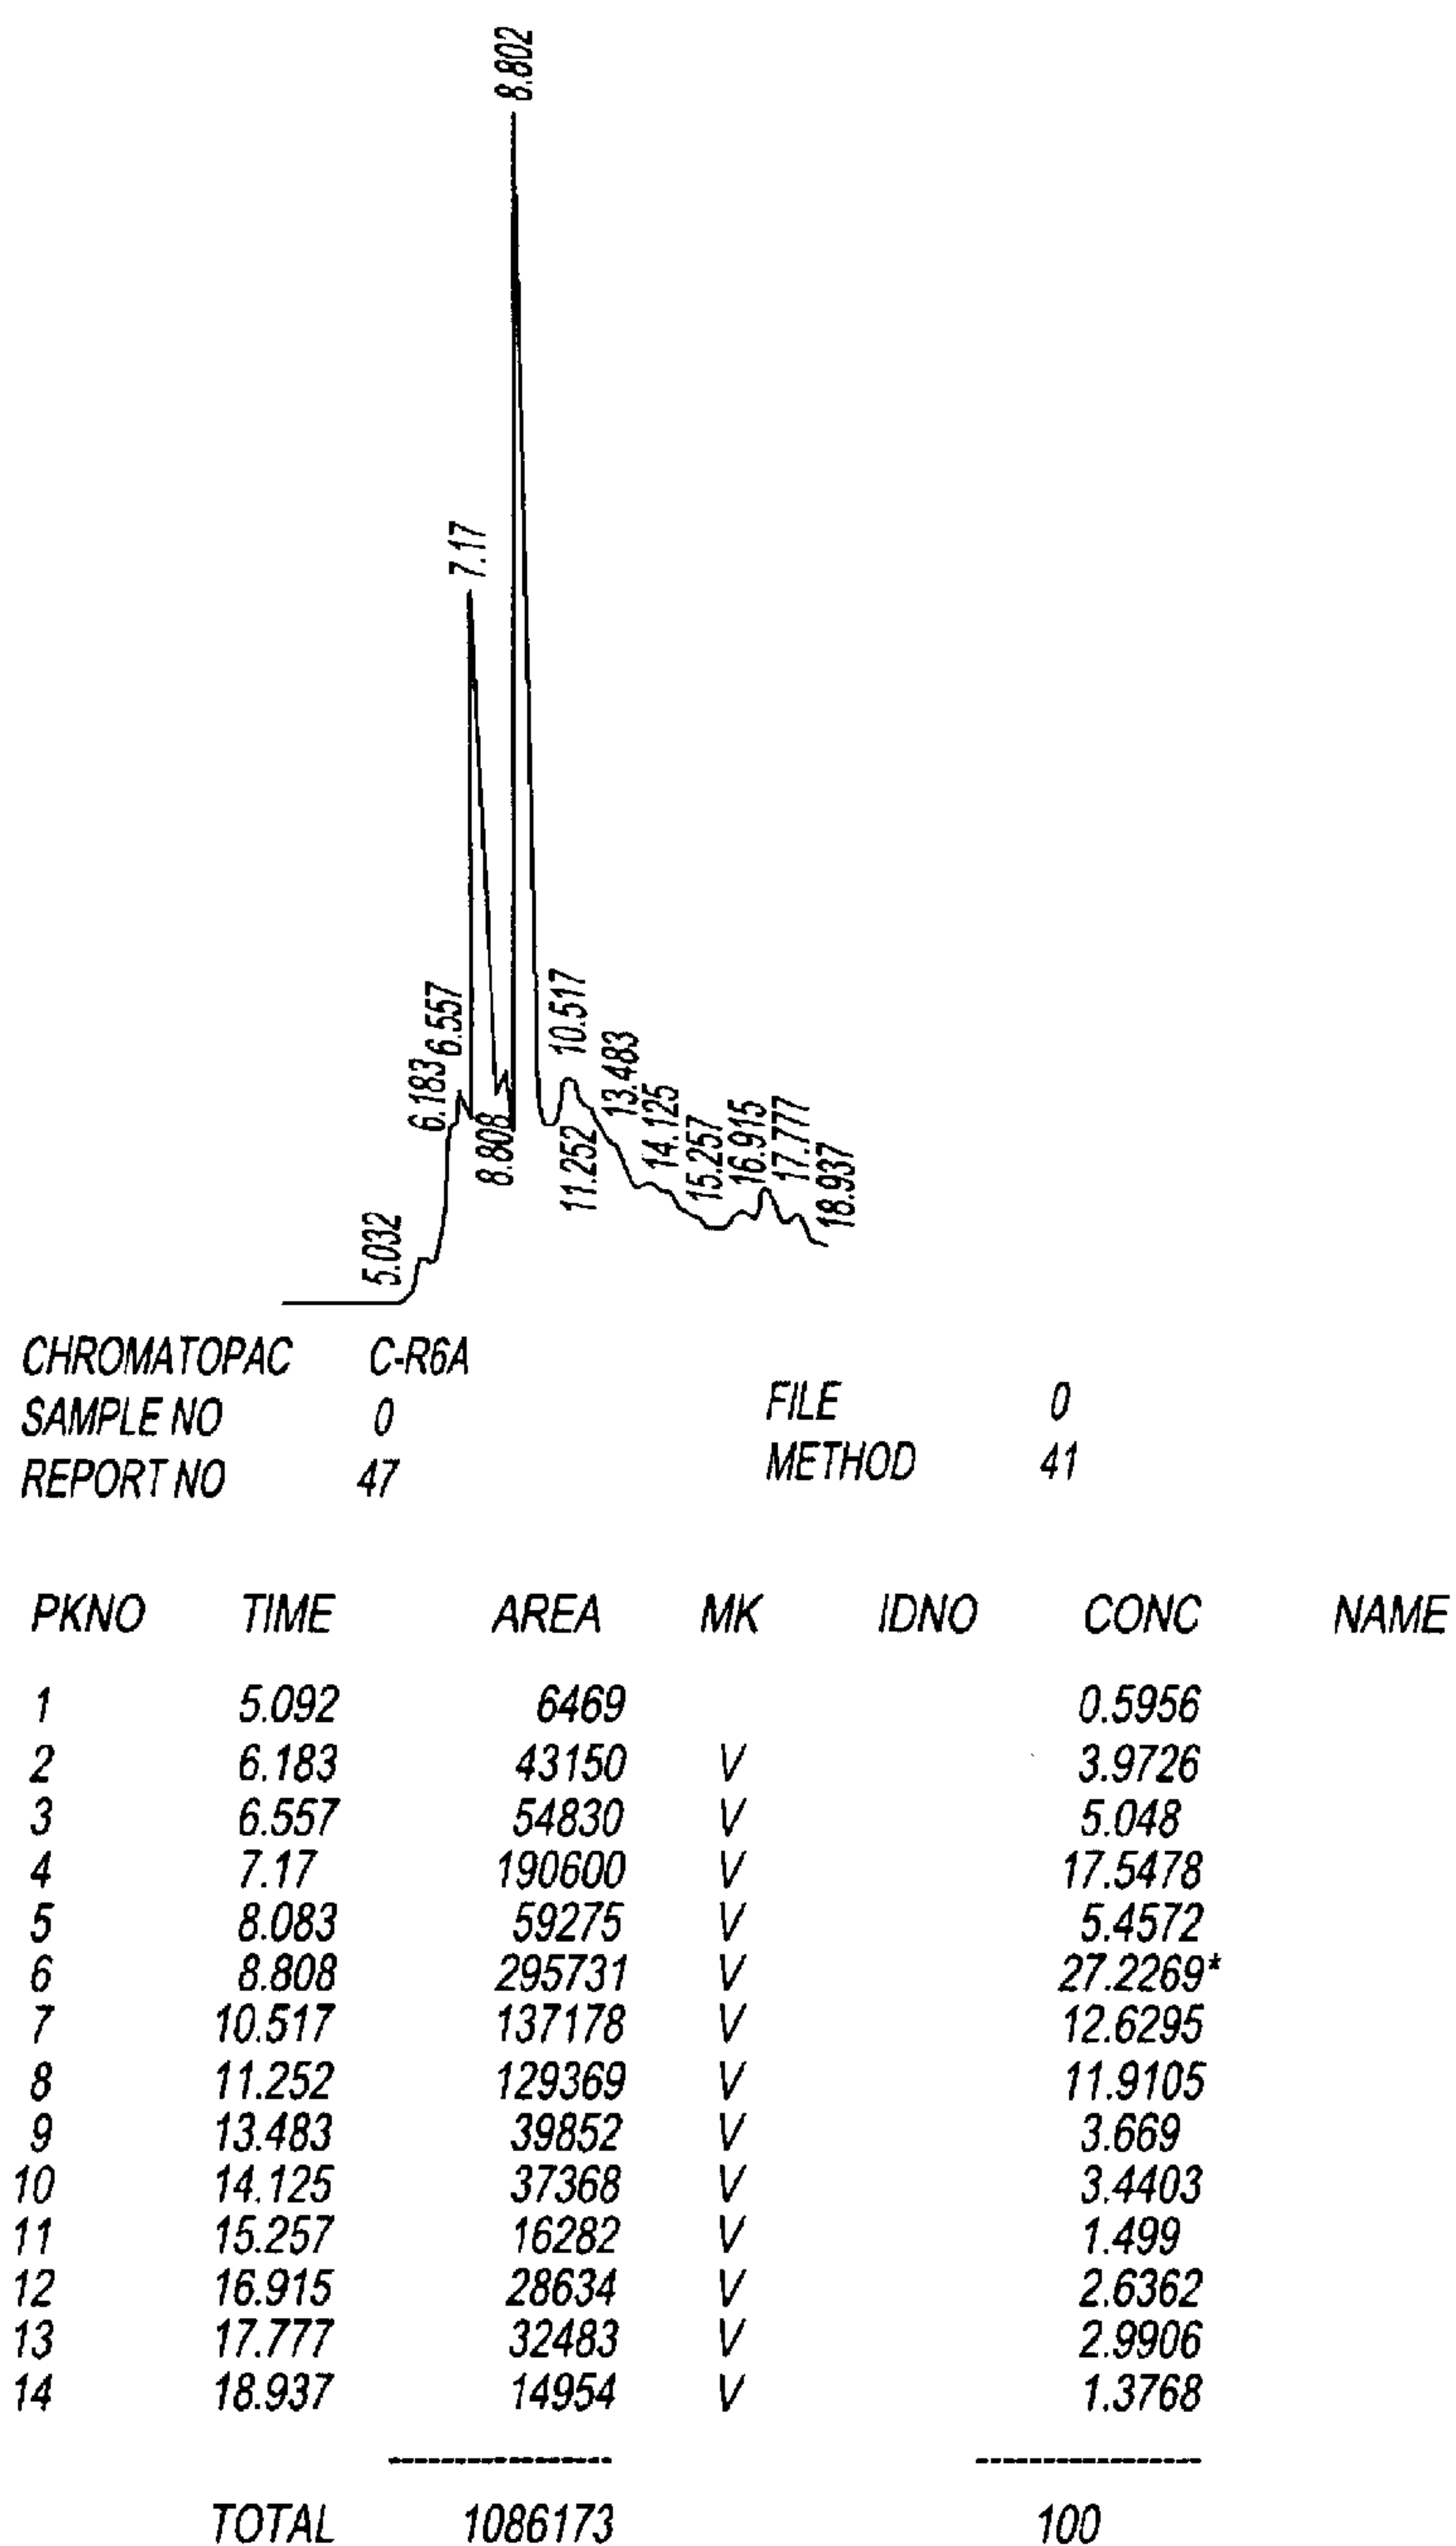 8.802
7.17
10.517
6.557
13.483
6.183
14.125
16.915
17.777
8.808
11.252
15.257
18.937
5.032
CHROMATOPAC C-R6A
SAMPLE NO 0 FILE 0
REPORT NO 47 METHOD 41
PKNO TIME AREA MK IDNO CONC NAME
1 5.092 6469 0.5956
2 6.183 43150 V 3.9726
3 6.557 54830 V 5.048
4 7.17 190600 V 17.5478
5 8.083 59275 V 5.4572
6 8.808 295731 V 27.2269*
7 10.517 137178 V 12.6295
8 11.252 129369 V 11.9105
9 13.483 39852 V 3.669
10 14.125 37368 V 3.4403
11 15.257 16282 V 1.499
12 16.915 28634 V 2.6362
13 17.777 32483 V 2.9906
14 18.937 14954 V 1.3768
TOTAL 1086173 100